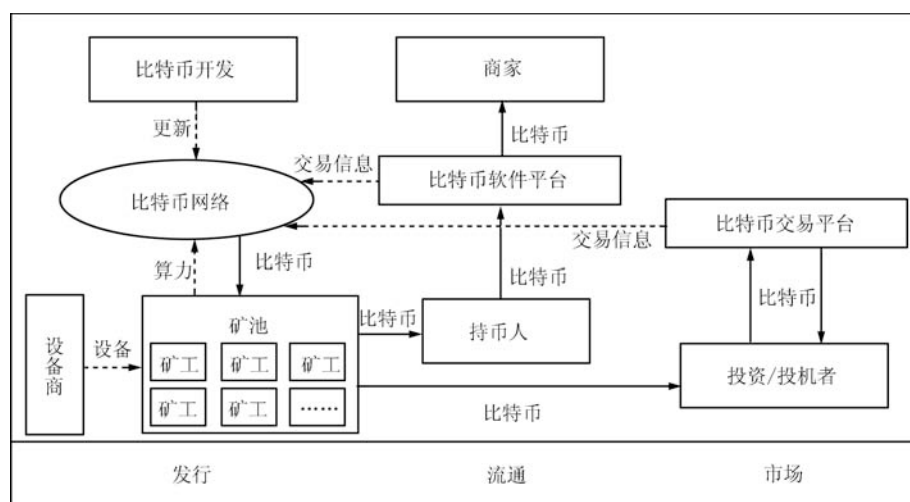 比特币开发
商家
更新
比特币
交易信息
比特币软件平台
比特币网络
比特币交易平台
交易信息
算力
比特币
比特币
比特币
比特币
矿池
比特币
持币人
设备商
设备
矿工
矿工
矿工
投资/投机者
矿工
矿工
……
比特币
发行
流通
市场